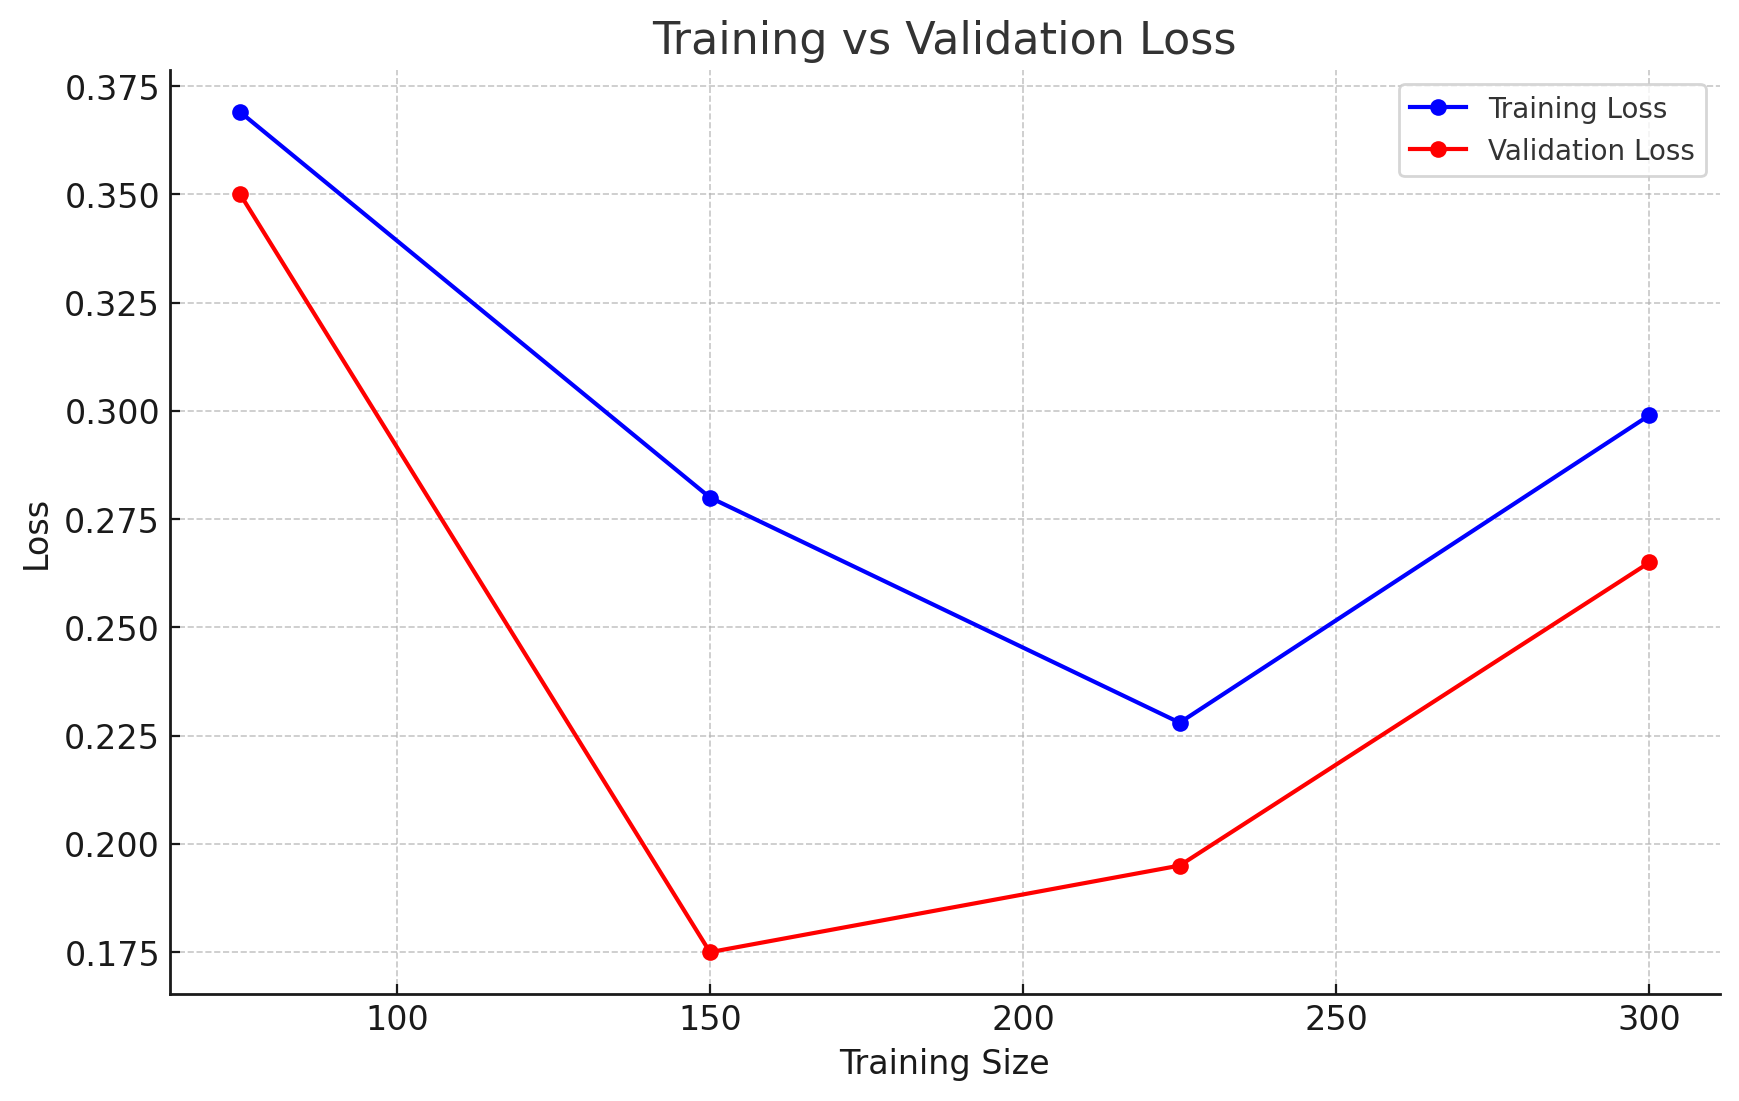 Training vs Validation Loss
Training Loss
Validation Loss
0.375
0.350
0.325
0.300
0.275
0.250
0.225
0.200
0.175
Loss
100 150 200 250 300
Training Size